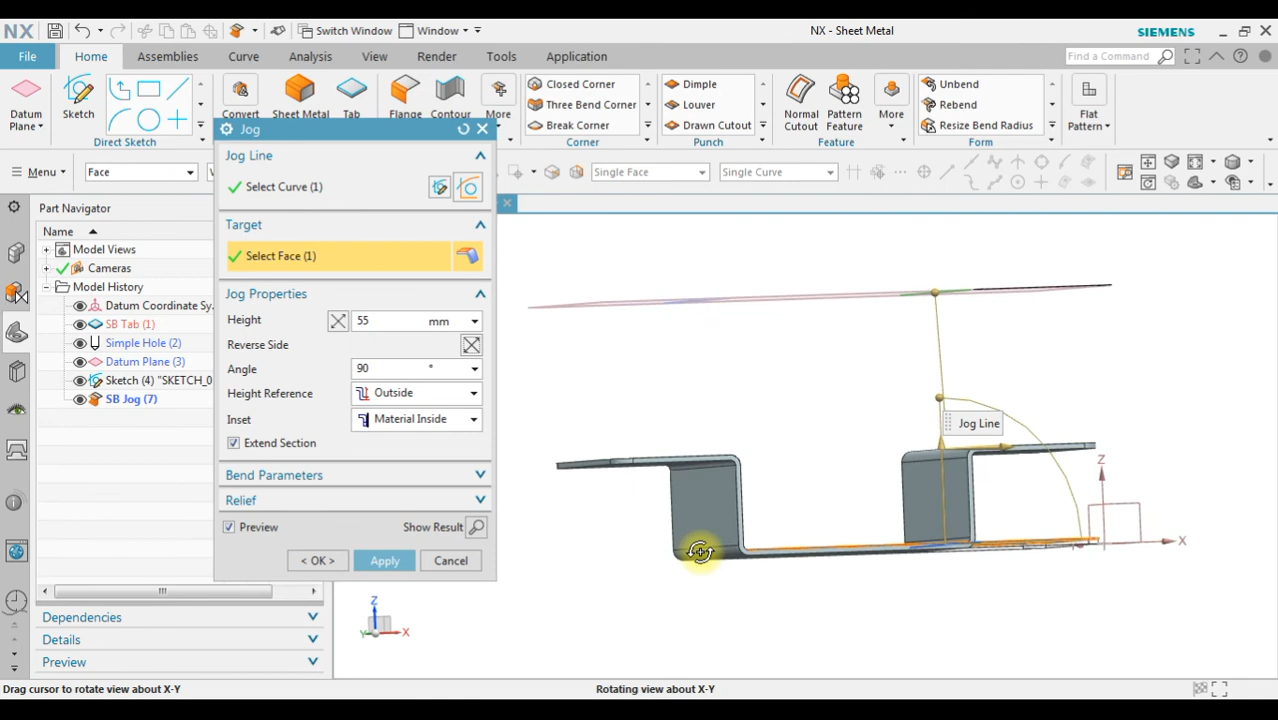 NX
Switch Window
Window
NX - Sheet Metal
SIEMENS
File
Home
Assemblies
Curve
Analysis
View
Render
Tools
Application
Find a Command
Datum
Plane
Sketch
Direct Sketch
Convert
Sheet Metal
Tab
Flange
Contour
More
Closed Corner
Three Bend Corner
Break Corner
Corner
Dimple
Louver
Drawn Cutout
Punch
Normal
Cutout
Pattern
Feature
More
Feature
Unbend
Rebend
Resize Bend Radius
Form
Flat
Pattern
Menu
Face
Single Face
Single Curve
Part Navigator
Name
Model Views
Cameras
Model History
Datum Coordinate Sy.
SB Tab (1)
Simple Hole (2)
Datum Plane (3)
Sketch (4) "SKETCH_0
SB Jog (7)
Dependencies
Details
Preview
Jog
Jog Line
Select Curve (1)
Target
Select Face (1)
Jog Properties
Height
55
mm
Reverse Side
Angle
90
°
Height Reference
Outside
Inset
Material Inside
Extend Section
Bend Parameters
Relief
Preview
Show Result
< OK >
Apply
Cancel
Jog Line
Z
X
Z
Y
X
Drag cursor to rotate view about X-Y
Rotating view about X-Y